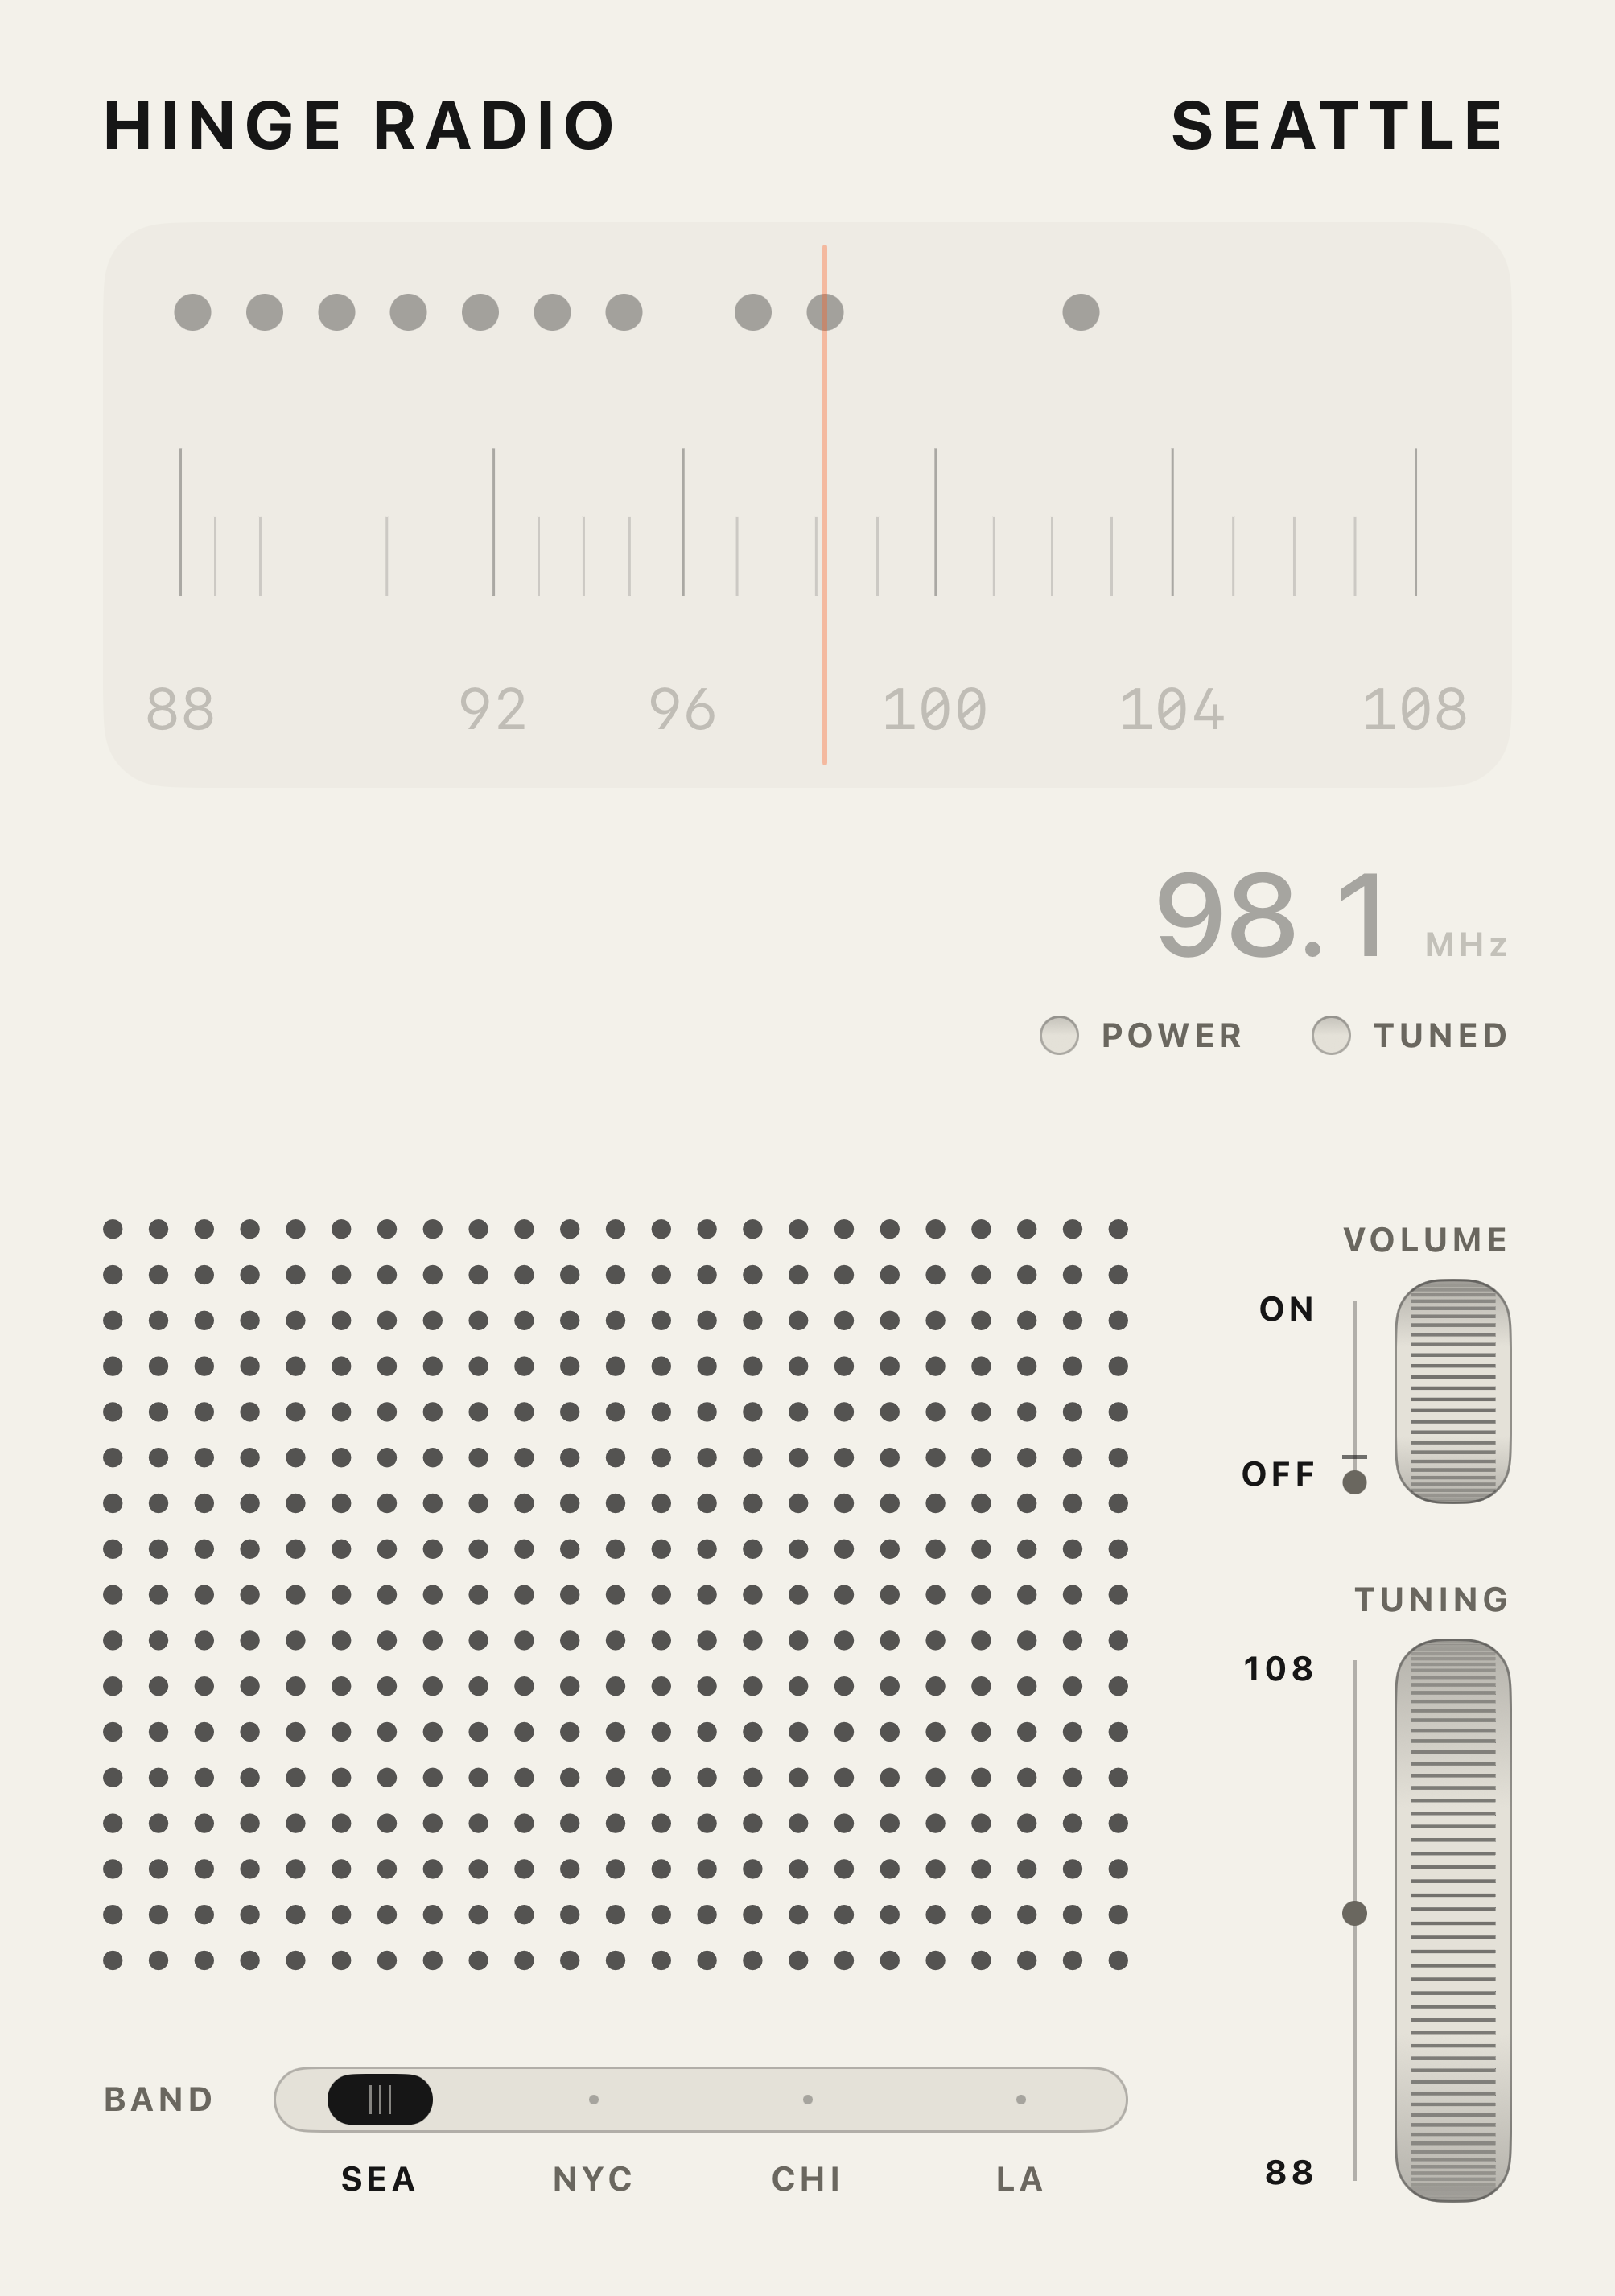 HINGE RADIO SEATTLE
88 92 96 100 104 108
98.1 MHz
POWER TUNED
VOLUME
ON
OFF
TUNING
108
88
BAND
SEA NYC CHI LA